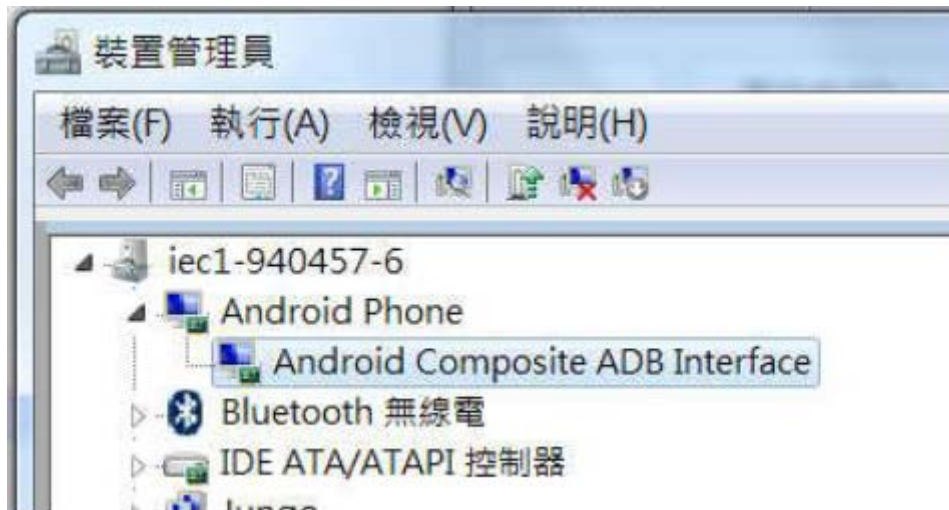 裝置管理員
檔案(F) 執行(A) 檢視(V) 說明(H)
iec1-940457-6
Android Phone
Android Composite ADB Interface
Bluetooth 無線電
IDE ATA/ATAPI 控制器
Jungo